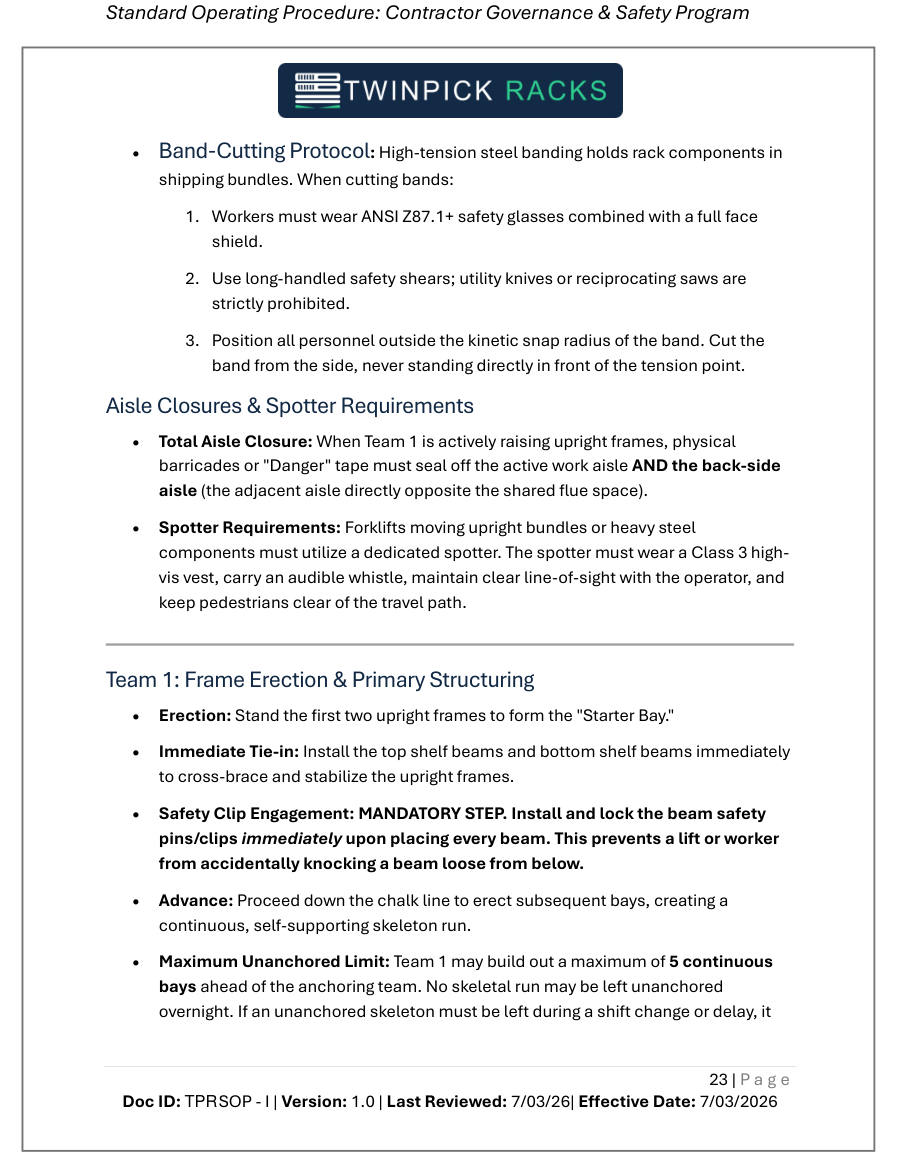 Standard Operating Procedure: Contractor Governance & Safety Program
TWINPICK RACKS
• Band-Cutting Protocol: High-tension steel banding holds rack components in
shipping bundles. When cutting bands:
1. Workers must wear ANSI Z87.1+ safety glasses combined with a full face
shield.
2. Use long-handled safety shears; utility knives or reciprocating saws are
strictly prohibited.
3. Position all personnel outside the kinetic snap radius of the band. Cut the
band from the side, never standing directly in front of the tension point.
Aisle Closures & Spotter Requirements
• Total Aisle Closure: When Team 1 is actively raising upright frames, physical
barricades or "Danger" tape must seal off the active work aisle AND the back-side
aisle (the adjacent aisle directly opposite the shared flue space).
• Spotter Requirements: Forklifts moving upright bundles or heavy steel
components must utilize a dedicated spotter. The spotter must wear a Class 3 high-
vis vest, carry an audible whistle, maintain clear line-of-sight with the operator, and
keep pedestrians clear of the travel path.
Team 1: Frame Erection & Primary Structuring
• Erection: Stand the first two upright frames to form the "Starter Bay."
• Immediate Tie-in: Install the top shelf beams and bottom shelf beams immediately
to cross-brace and stabilize the upright frames.
• Safety Clip Engagement: MANDATORY STEP. Install and lock the beam safety
pins/clips immediately upon placing every beam. This prevents a lift or worker
from accidentally knocking a beam loose from below.
• Advance: Proceed down the chalk line to erect subsequent bays, creating a
continuous, self-supporting skeleton run.
• Maximum Unanchored Limit: Team 1 may build out a maximum of 5 continuous
bays ahead of the anchoring team. No skeletal run may be left unanchored
overnight. If an unanchored skeleton must be left during a shift change or delay, it
23 | Page
Doc ID: TPRSOP - I | Version: 1.0 | Last Reviewed: 7/03/26| Effective Date: 7/03/2026